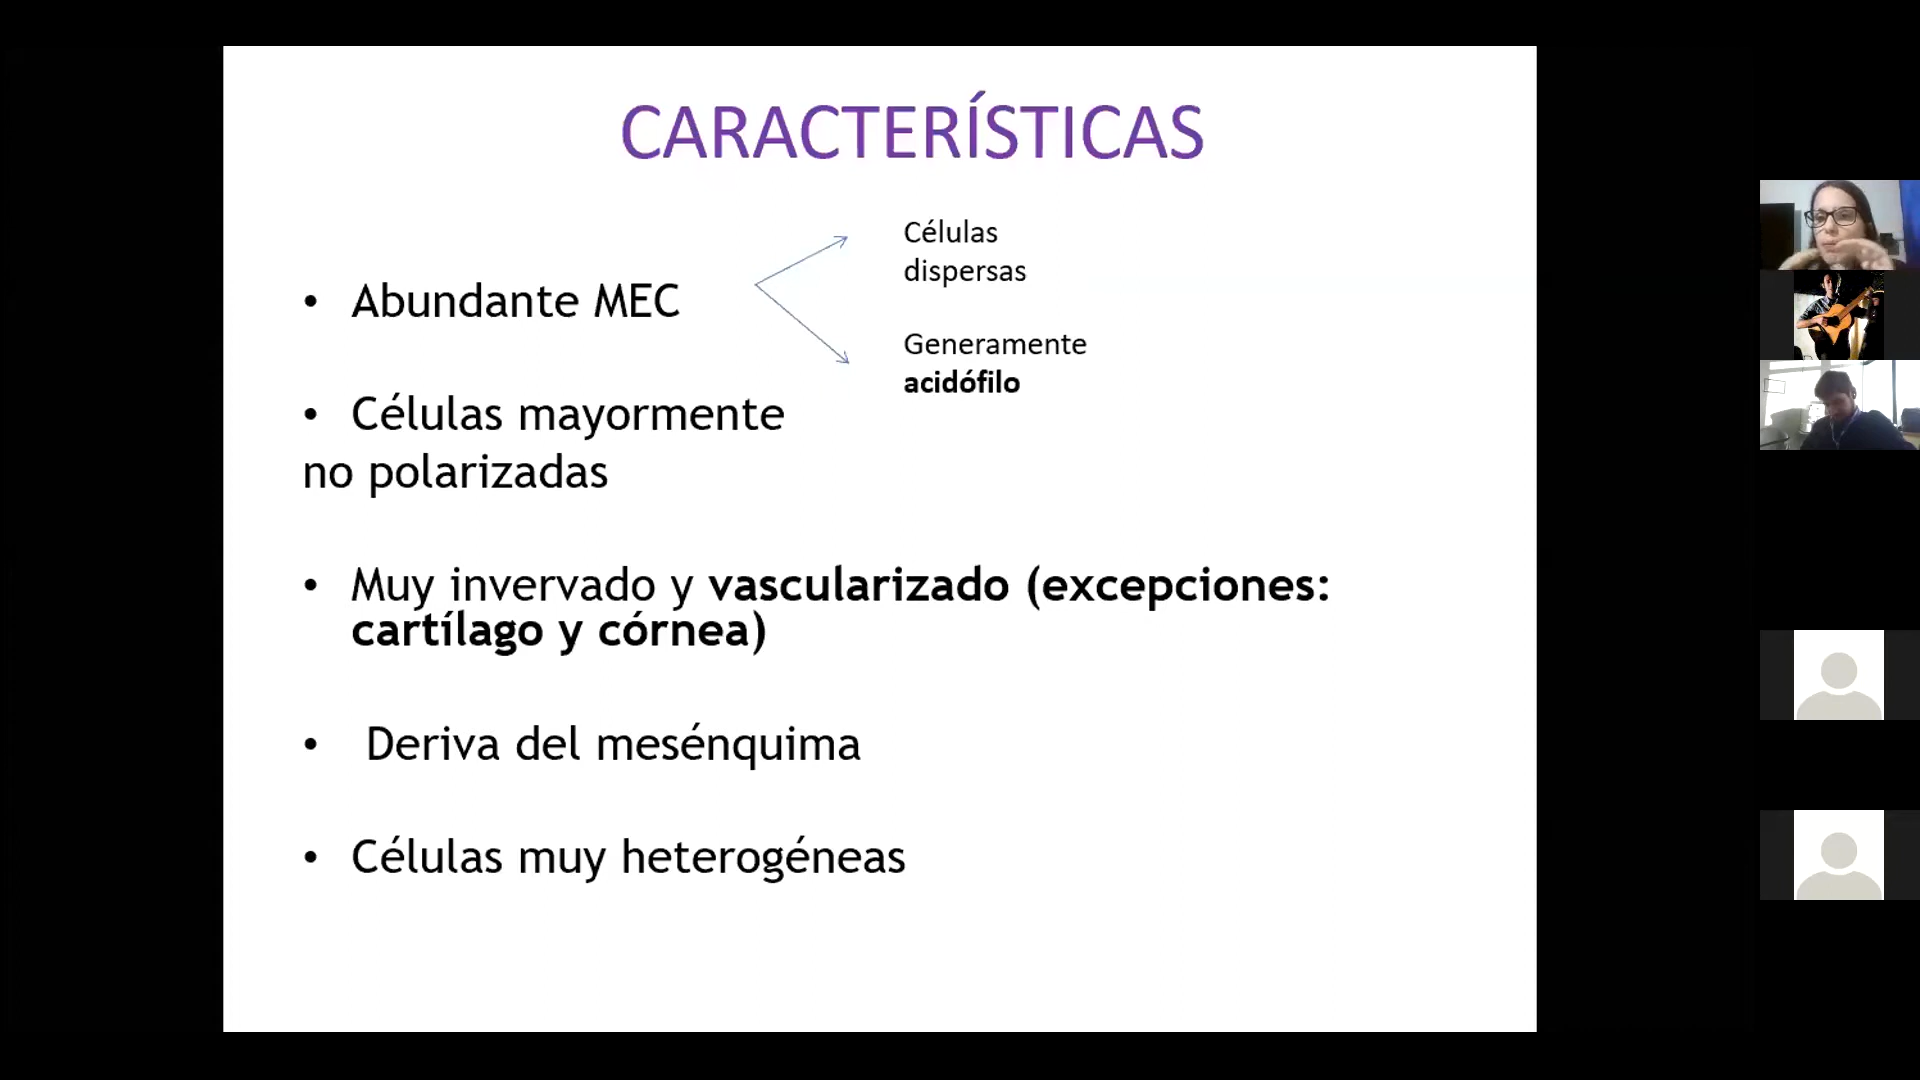 CARACTERÍSTICAS
Células
dispersas
• Abundante MEC
Generamente
acidófilo
• Células mayormente
no polarizadas
• Muy invervado y vascularizado (excepciones:
cartílago y córnea)
• Deriva del mesénquima
• Células muy heterogéneas